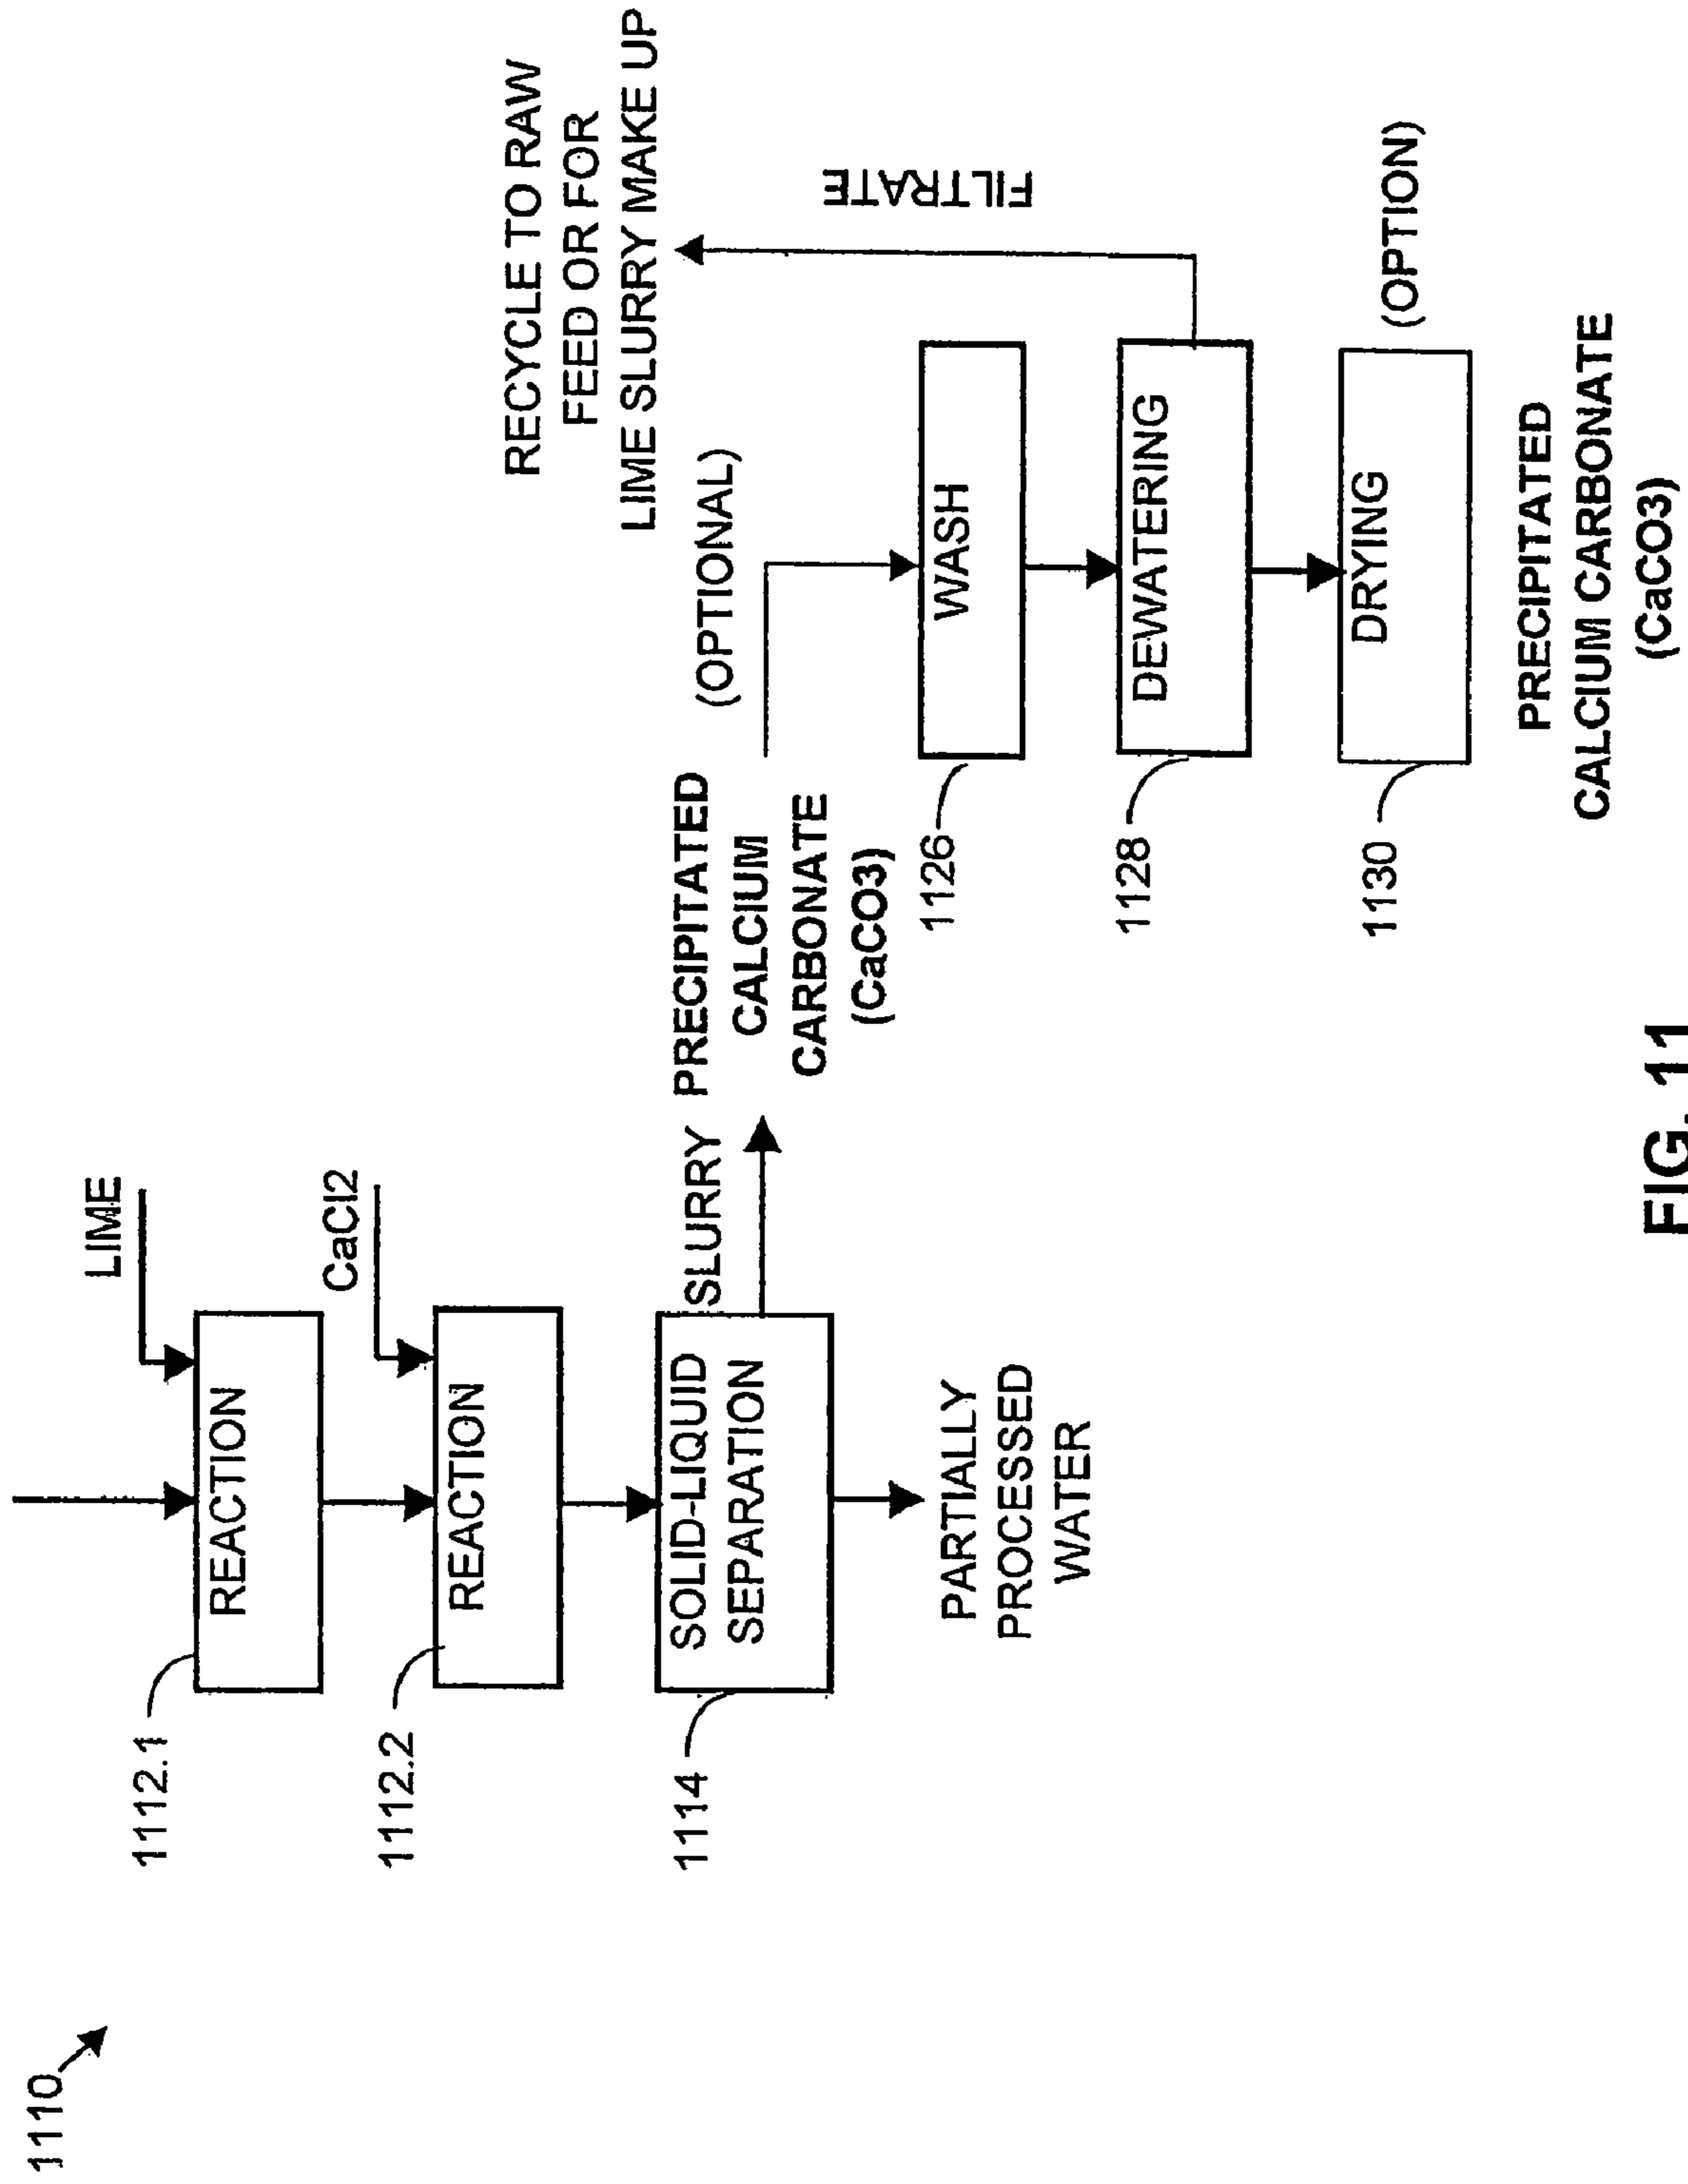 1110
LIME
1112.1
REACTION
CaCl2
1112.2
REACTION
1114
SOLID-LIQUID
SEPARATION
SLURRY
PARTIALLY
PROCESSED
WATER
PRECIPITATED
CALCIUM
CARBONATE
(CaCO3)
(OPTIONAL)
RECYCLE TO RAW
FEED OR FOR
LIME SLURRY MAKE UP
FILTRATE
1126
WASH
1128
DEWATERING
1130
DRYING
(OPTION)
PRECIPITATED
CALCIUM CARBONATE
(CaCO3)
FIG. 11